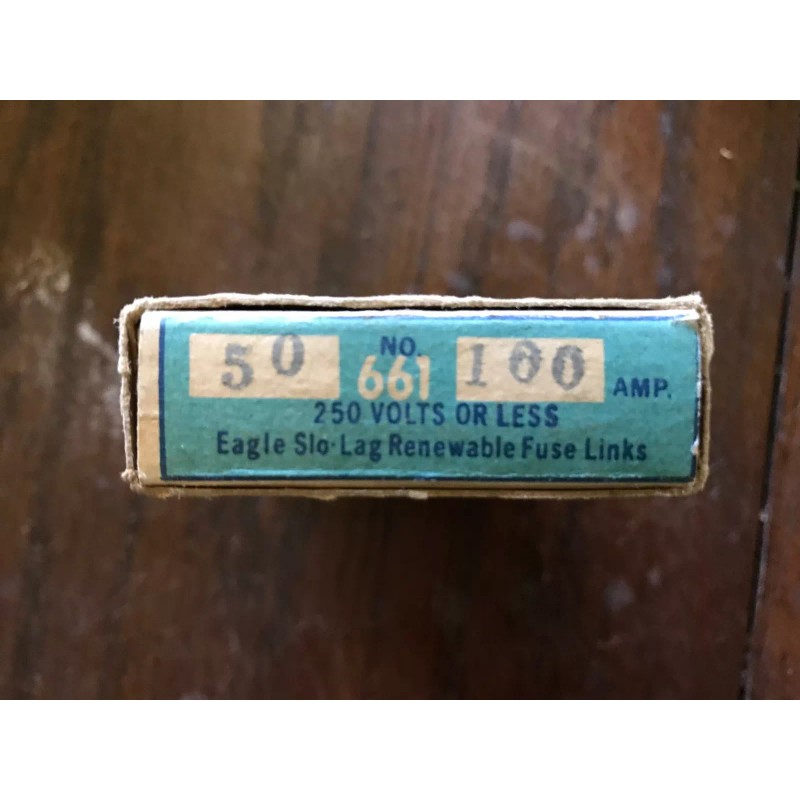 50 NO. 661 100 AMP.
250 VOLTS OR LESS
Eagle Slo-Lag Renewable Fuse Links